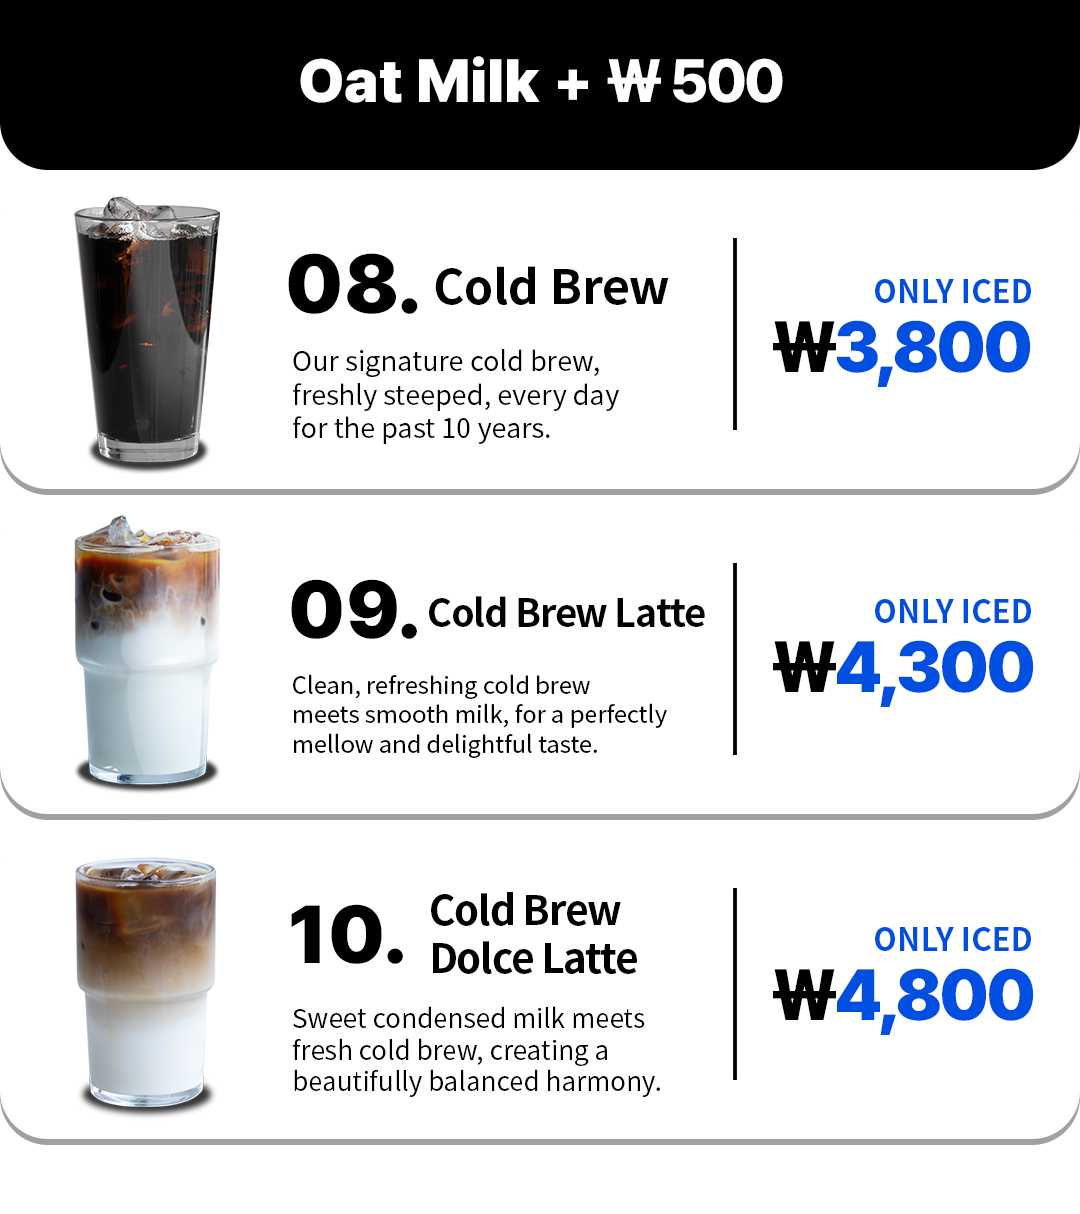 Oat Milk + ₩ 500
08. Cold Brew
Our signature cold brew,
freshly steeped, every day
for the past 10 years.
ONLY ICED
₩3,800
09. Cold Brew Latte
Clean, refreshing cold brew
meets smooth milk, for a perfectly
mellow and delightful taste.
ONLY ICED
₩4,300
10. Cold Brew
Dolce Latte
Sweet condensed milk meets
fresh cold brew, creating a
beautifully balanced harmony.
ONLY ICED
₩4,800